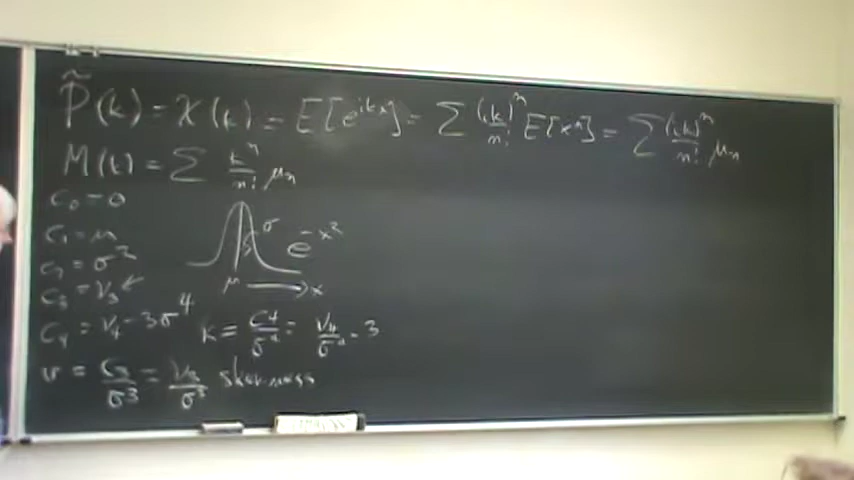 P̃(k) = χ(k) = E[e^{ikx}] = ∑ (ik)^n/n! E[x^n] = ∑ (ik)^n/n! μ_n
M(t) = ∑ k^n/n! μ_n
c_0 = 0
c_1 = μ
c_2 = σ^2
c_3 = ν_3 ←
c_4 = ν_4 - 3σ^4
σ e^{-x^2}
μ → x
K = c_4/σ^4 = ν_4/σ^4 - 3
= c_3/σ^3 = ν_3/σ^3 skewness